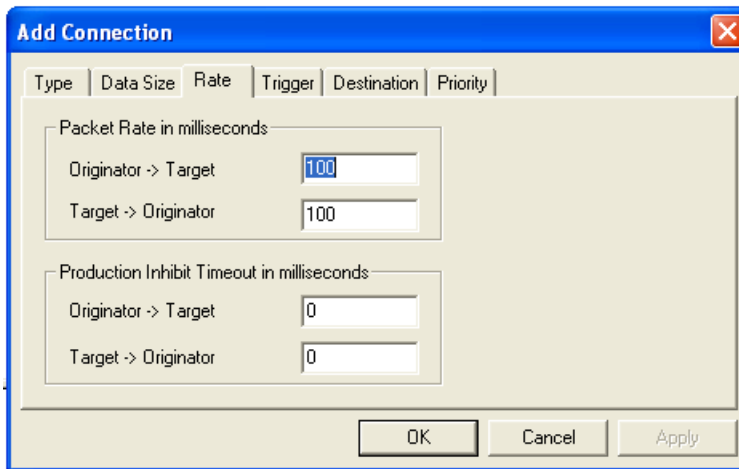 Add Connection
Type Data Size Rate Trigger Destination Priority
Packet Rate in milliseconds
Originator -> Target 100
Target -> Originator 100
Production Inhibit Timeout in milliseconds
Originator -> Target 0
Target -> Originator 0
OK Cancel Apply